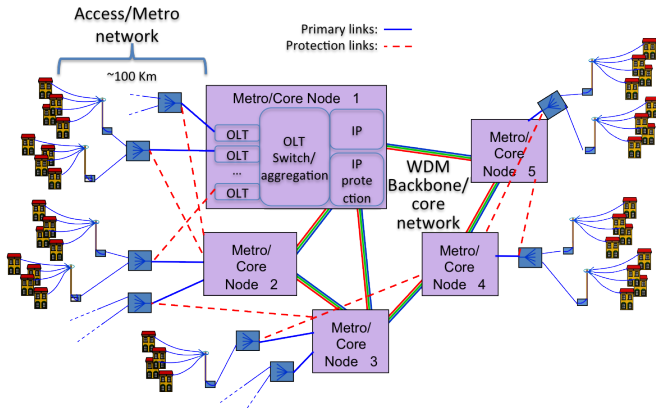 Access/Metro
network
~100 Km
Primary links:
Protection links:
Metro/Core Node 1
OLT
OLT
...
OLT
OLT
Switch/
aggregation
IP
IP
prote
ction
Metro/
Core
Node 5
WDM
Backbone/
core
network
Metro/
Core
Node 2
Metro/
Core
Node 4
Metro/
Core
Node 3